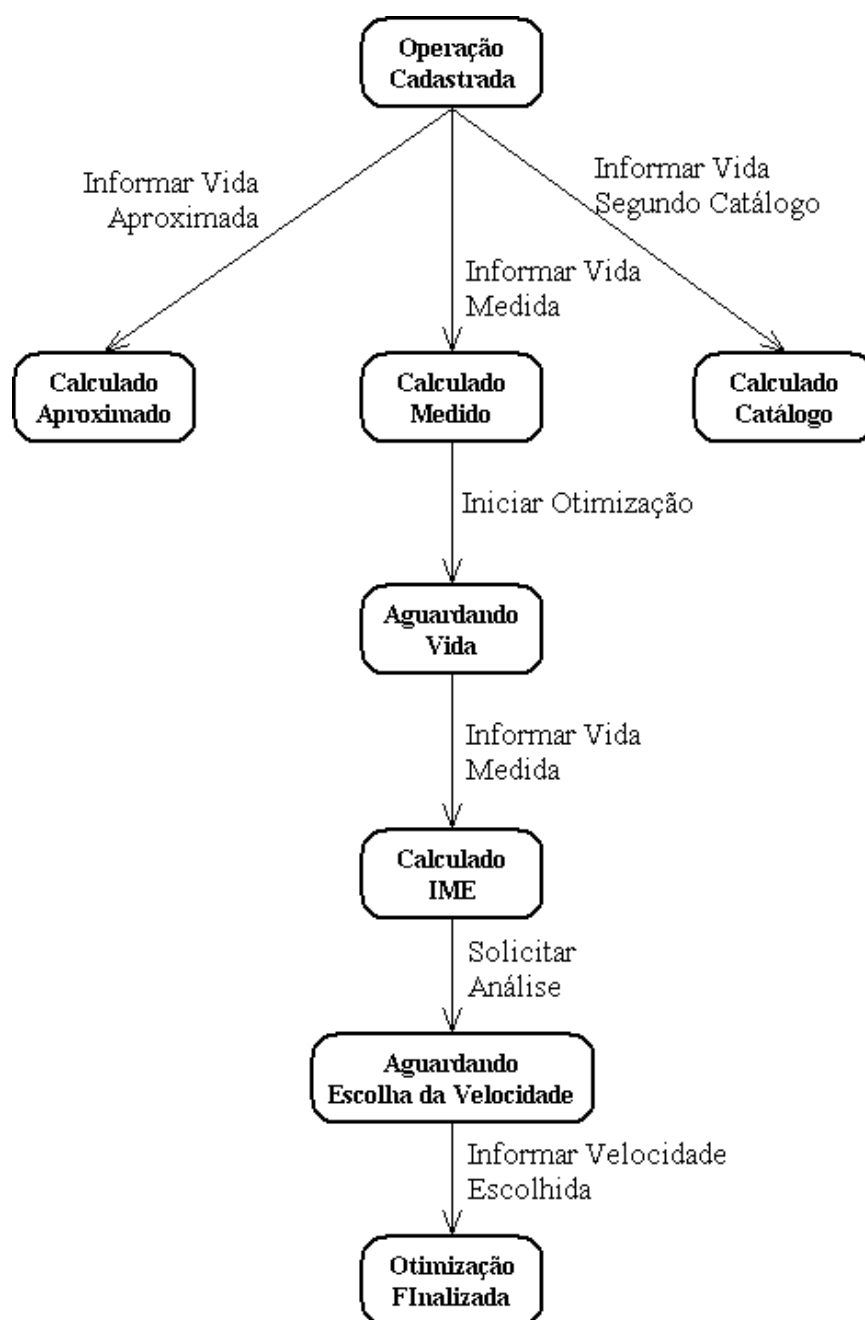 Operação
Cadastrada
Informar Vida
Aproximada
Informar Vida
Segundo Catálogo
Informar Vida
Medida
Calculado
Aproximado
Calculado
Medido
Calculado
Catálogo
Iniciar Otimização
Aguardando
Vida
Informar Vida
Medida
Calculado
IME
Solicitar
Análise
Aguardando
Escolha da Velocidade
Informar Velocidade
Escolhida
Otimização
FInalizada